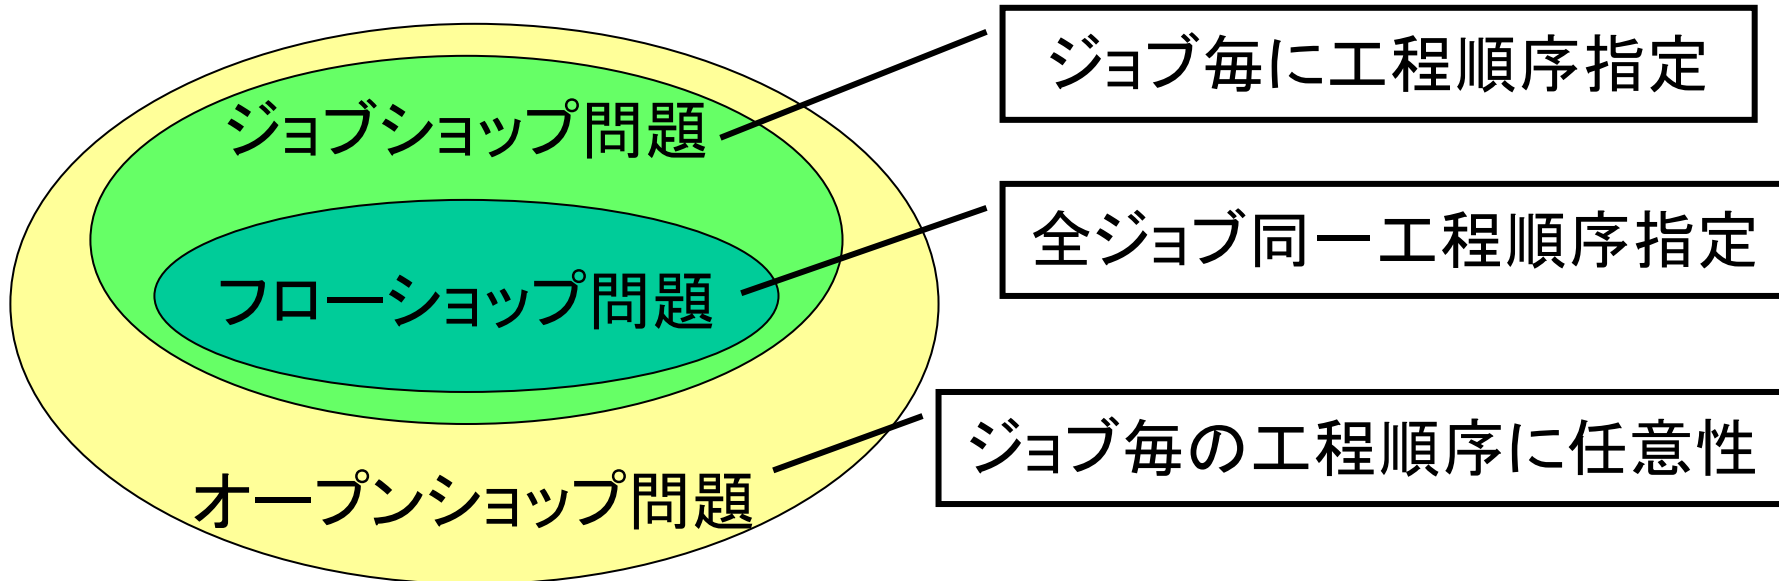 ジョブ毎に工程順序指定
ジョブショップ問題
全ジョブ同一工程順序指定
フローショップ問題
ジョブ毎の工程順序に任意性
オープンショップ問題